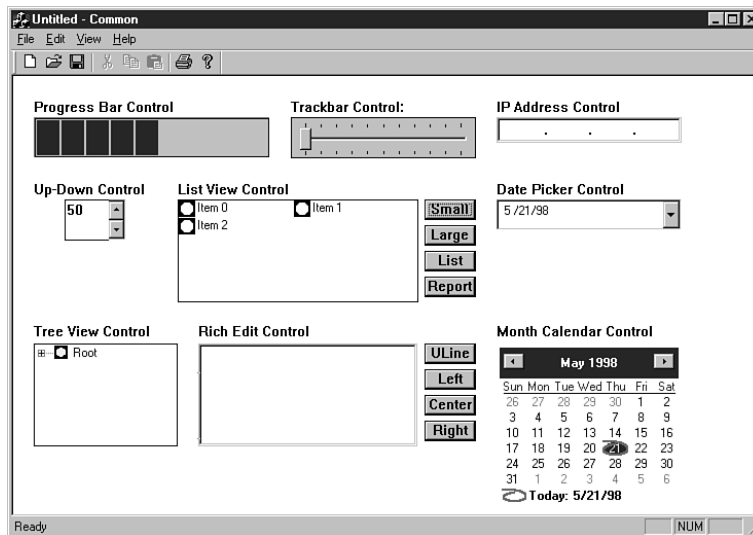 Untitled - Common
File Edit View Help
Progress Bar Control
Trackbar Control:
IP Address Control
. . .
Up-Down Control
50
List View Control
Item 0 Item 1
Item 2
Small
Large
List
Report
Date Picker Control
5/21/98
Tree View Control
Root
Rich Edit Control
ULine
Left
Center
Right
Month Calendar Control
May 1998
Sun Mon Tue Wed Thu Fri Sat
26 27 28 29 30 1 2
3 4 5 6 7 8 9
10 11 12 13 14 15 16
17 18 19 20 21 22 23
24 25 26 27 28 29 30
31 1 2 3 4 5 6
Today: 5/21/98
Ready
NUM